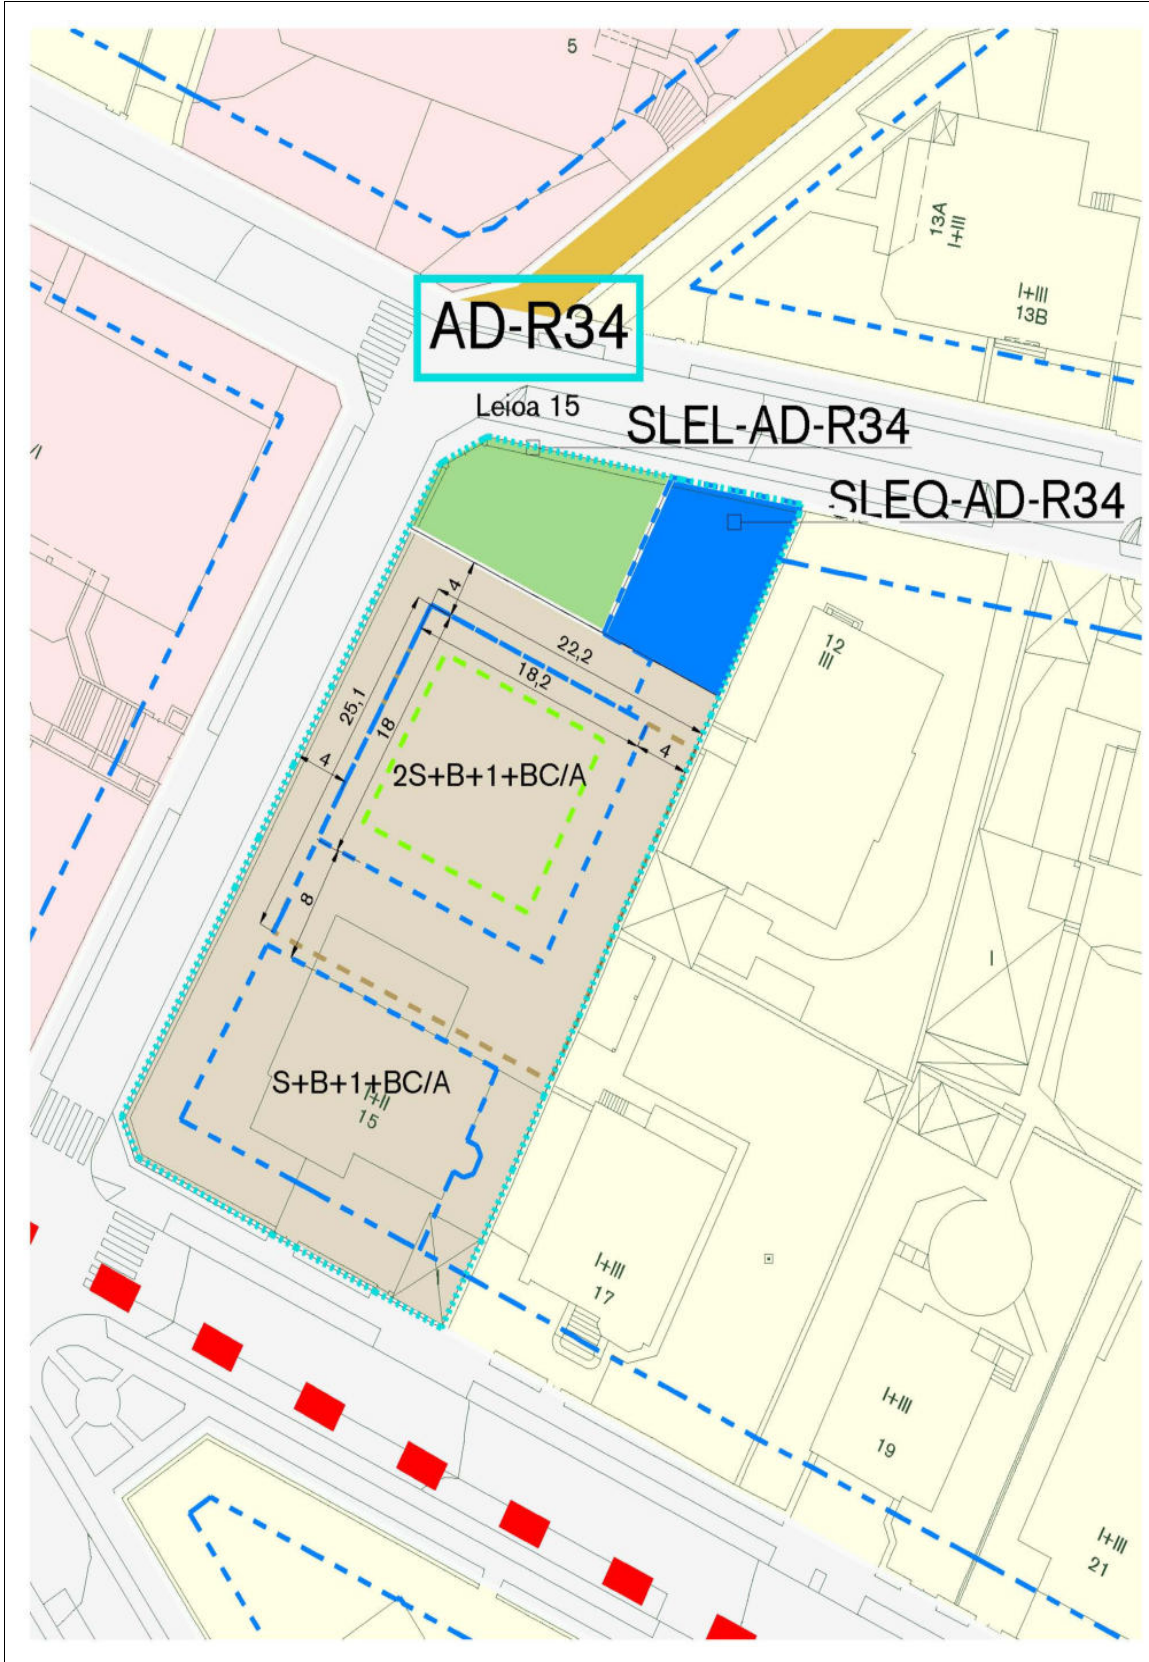 5
13A
I+III
I+III
13B
AD-R34
Leioa 15
SLEL-AD-R34
SLEQ-AD-R34
VI
4
22,2
18,2
25,1
18
4
4
12
III
2S+B+1+BC/A
8
I
S+B+1+BC/A
I+II
15
I+III
17
I+III
19
I+III
21